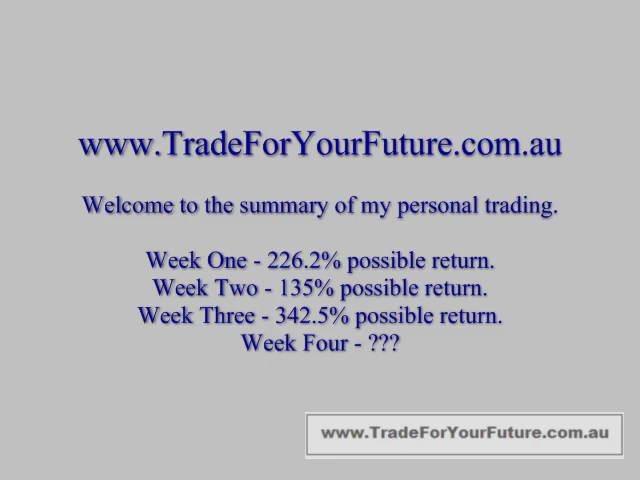 www.TradeForYourFuture.com.au
Welcome to the summary of my personal trading.
Week One - 226.2% possible return.
Week Two - 135% possible return.
Week Three - 342.5% possible return.
Week Four - ???
www.TradeForYourFuture.com.au